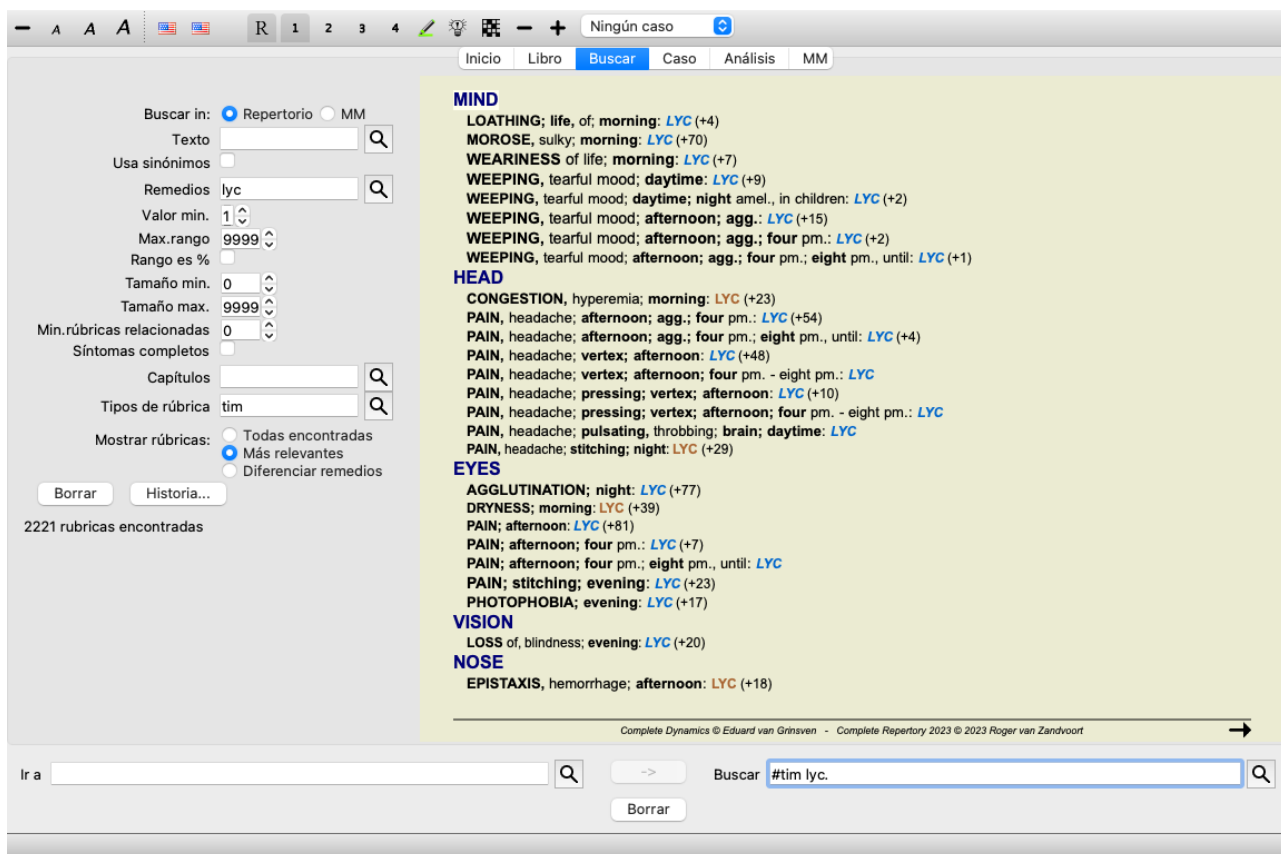 A A A R 1 2 3 4 Ningún caso
Inicio Libro Buscar Caso Análisis MM
Buscar in: Repertorio MM
Texto
Usa sinónimos
Remedios lyc
Valor min. 1
Max.rango 9999
Rango es %
Tamaño min. 0
Tamaño max. 9999
Min.rúbricas relacionadas 0
Síntomas completos
Capítulos
Tipos de rúbrica tim
Mostrar rúbricas: Todas encontradas
Más relevantes
Diferenciar remedios
Borrar Historia...
2221 rubricas encontradas
MIND
LOATHING; life, of; morning: LYC (+4)
MOROSE, sulky; morning: LYC (+70)
WEARINESS of life; morning: LYC (+7)
WEEPING, tearful mood; daytime: LYC (+9)
WEEPING, tearful mood; daytime; night amel., in children: LYC (+2)
WEEPING, tearful mood; afternoon; agg.: LYC (+15)
WEEPING, tearful mood; afternoon; agg.; four pm.: LYC (+2)
WEEPING, tearful mood; afternoon; agg.; four pm.; eight pm., until: LYC (+1)
HEAD
CONGESTION, hyperemia; morning: LYC (+23)
PAIN, headache; afternoon; agg.; four pm.: LYC (+54)
PAIN, headache; afternoon; agg.; four pm.; eight pm., until: LYC (+4)
PAIN, headache; vertex; afternoon: LYC (+48)
PAIN, headache; vertex; afternoon; four pm. - eight pm.: LYC
PAIN, headache; pressing; vertex; afternoon: LYC (+10)
PAIN, headache; pressing; vertex; afternoon; four pm. - eight pm.: LYC
PAIN, headache; pulsating, throbbing; brain; daytime: LYC
PAIN, headache; stitching; night: LYC (+29)
EYES
AGGLUTINATION; night: LYC (+77)
DRYNESS; morning: LYC (+39)
PAIN; afternoon: LYC (+81)
PAIN; afternoon; four pm.: LYC (+7)
PAIN; afternoon; four pm.; eight pm., until: LYC
PAIN; stitching; evening: LYC (+23)
PHOTOPHOBIA; evening: LYC (+17)
VISION
LOSS of, blindness; evening: LYC (+20)
NOSE
EPISTAXIS, hemorrhage; afternoon: LYC (+18)
Complete Dynamics © Eduard van Grinsven - Complete Repertory 2023 © 2023 Roger van Zandvoort
Ir a -> Buscar #tim lyc.
Borrar